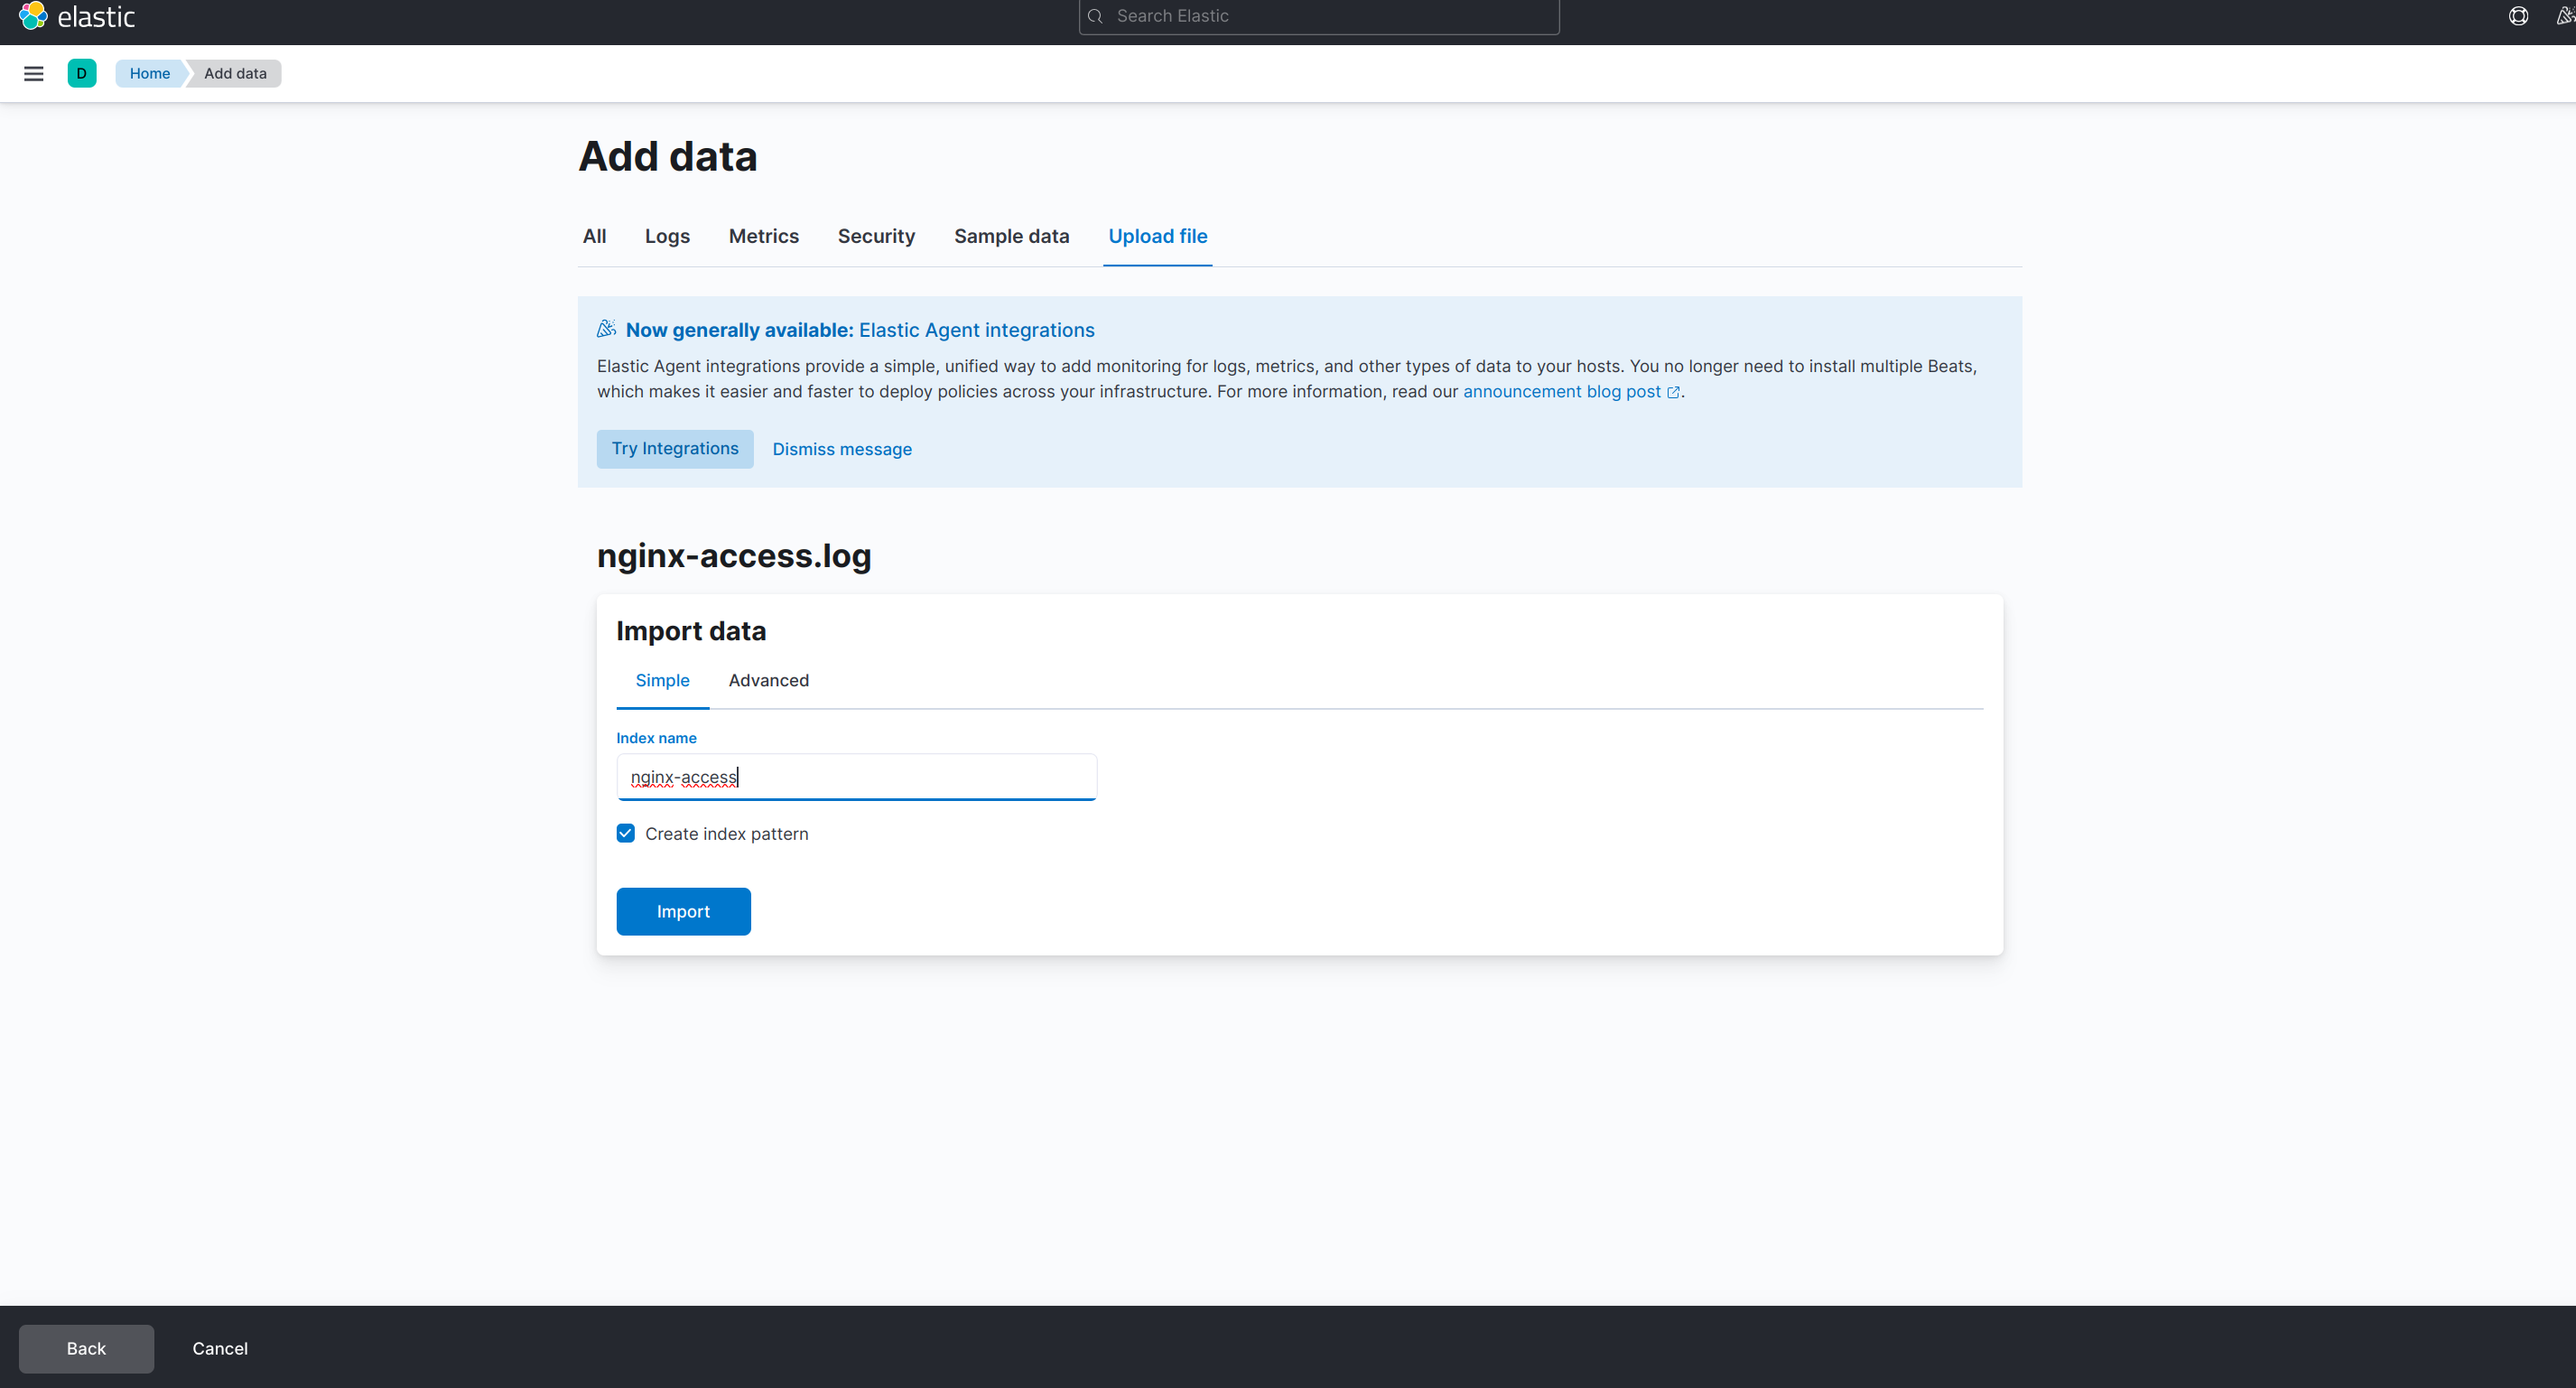 elastic
Search Elastic
D
Home
Add data
Add data
All
Logs
Metrics
Security
Sample data
Upload file
Now generally available: Elastic Agent integrations
Elastic Agent integrations provide a simple, unified way to add monitoring for logs, metrics, and other types of data to your hosts. You no longer need to install multiple Beats,
which makes it easier and faster to deploy policies across your infrastructure. For more information, read our announcement blog post.
Try Integrations
Dismiss message
nginx-access.log
Import data
Simple
Advanced
Index name
nginx-access
Create index pattern
Import
Back
Cancel